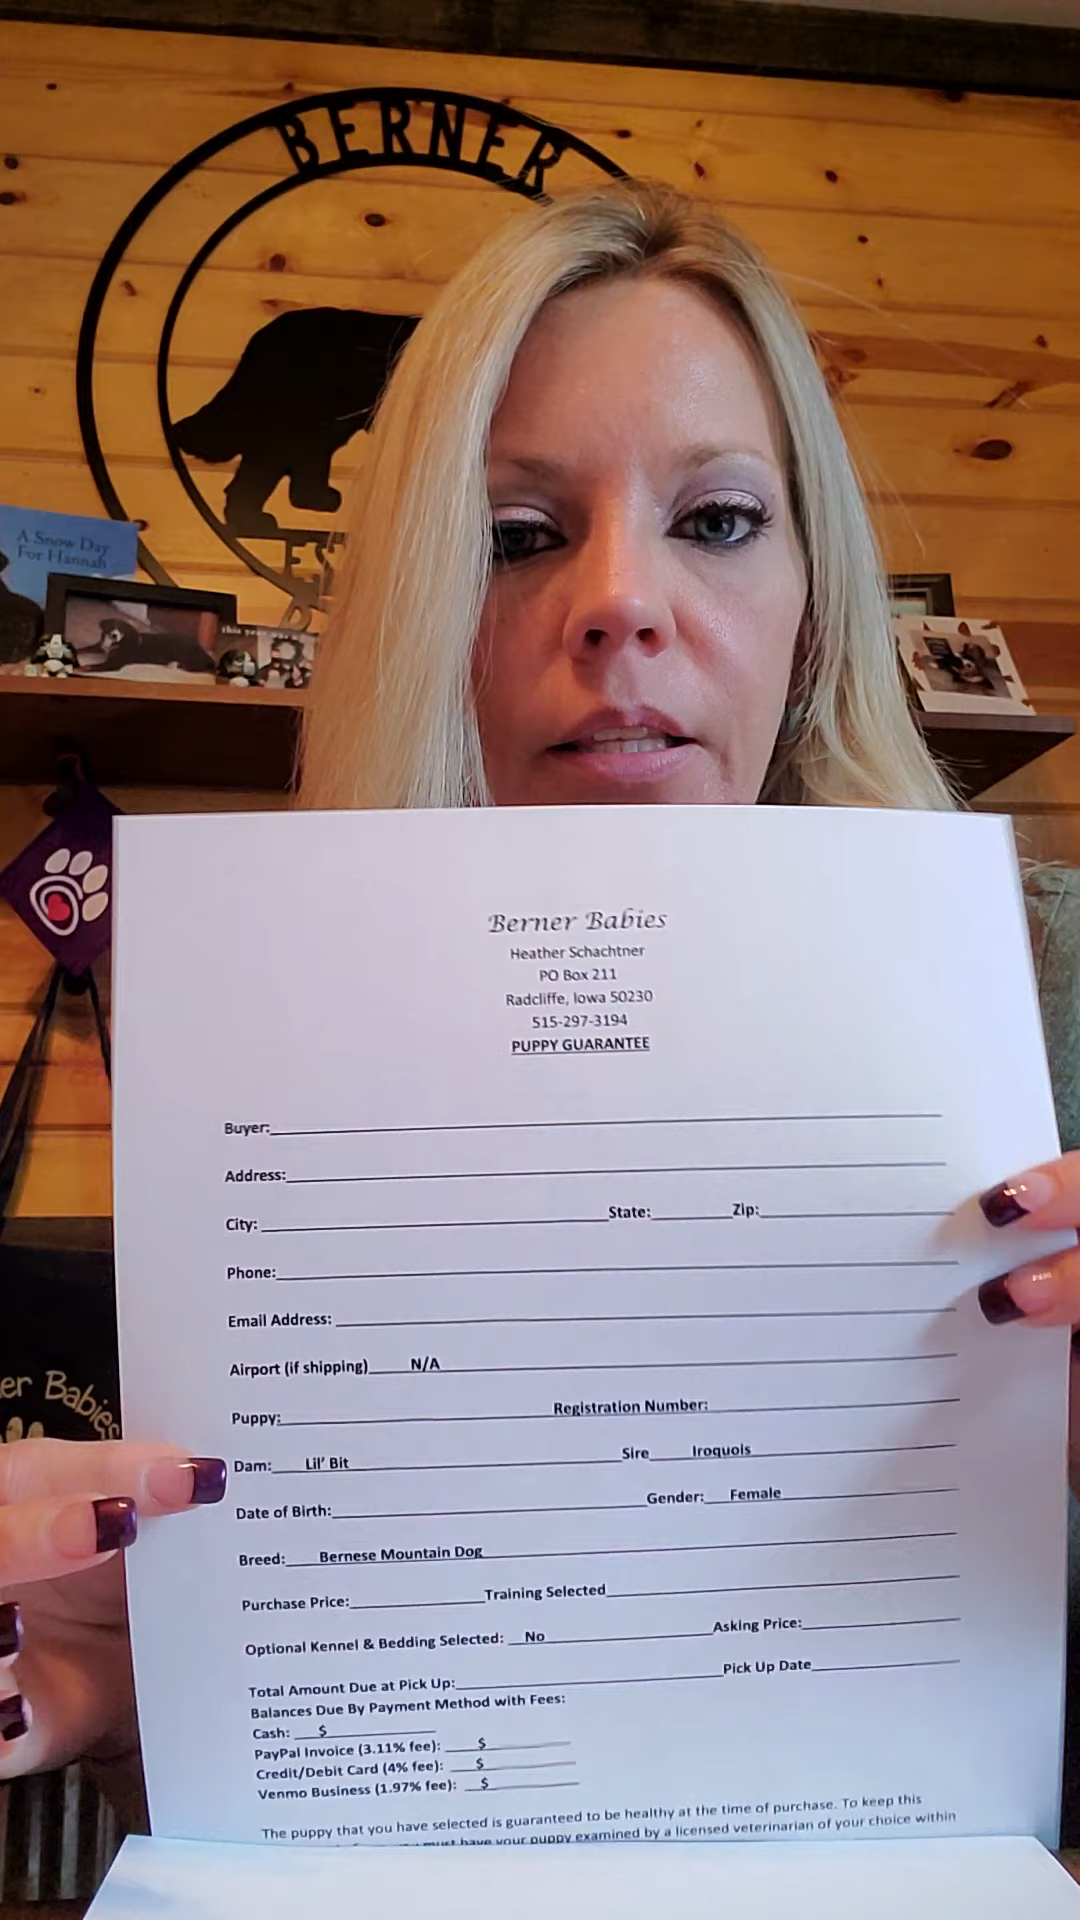 BERNER
ES
A Snow Day
For Hannah
this year
er Babies
Berner Babies
Heather Schachtner
PO Box 211
Radcliffe, Iowa 50230
515-297-3194
PUPPY GUARANTEE
Buyer:
Address:
City: State: Zip:
Phone:
Email Address:
Airport (if shipping) N/A
Puppy: Registration Number:
Dam: Lil' Bit Sire Iroquois
Date of Birth: Gender: Female
Breed: Bernese Mountain Dog
Purchase Price: Training Selected
Optional Kennel & Bedding Selected: No Asking Price:
Total Amount Due at Pick Up: Pick Up Date
Balances Due By Payment Method with Fees:
Cash: $
PayPal Invoice (3.11% fee): $
Credit/Debit Card (4% fee): $
Venmo Business (1.97% fee): $
The puppy that you have selected is guaranteed to be healthy at the time of purchase. To keep this
must have your puppy examined by a licensed veterinarian of your choice within